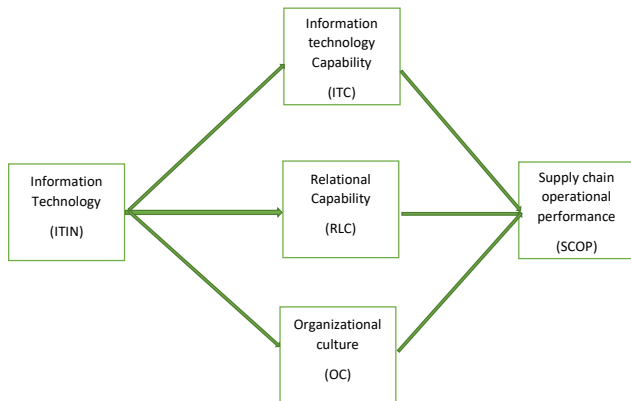 Information
technology
Capability
(ITC)
Information
Technology
(ITIN)
Relational
Capability
(RLC)
Supply chain
operational
performance
(SCOP)
Organizational
culture
(OC)